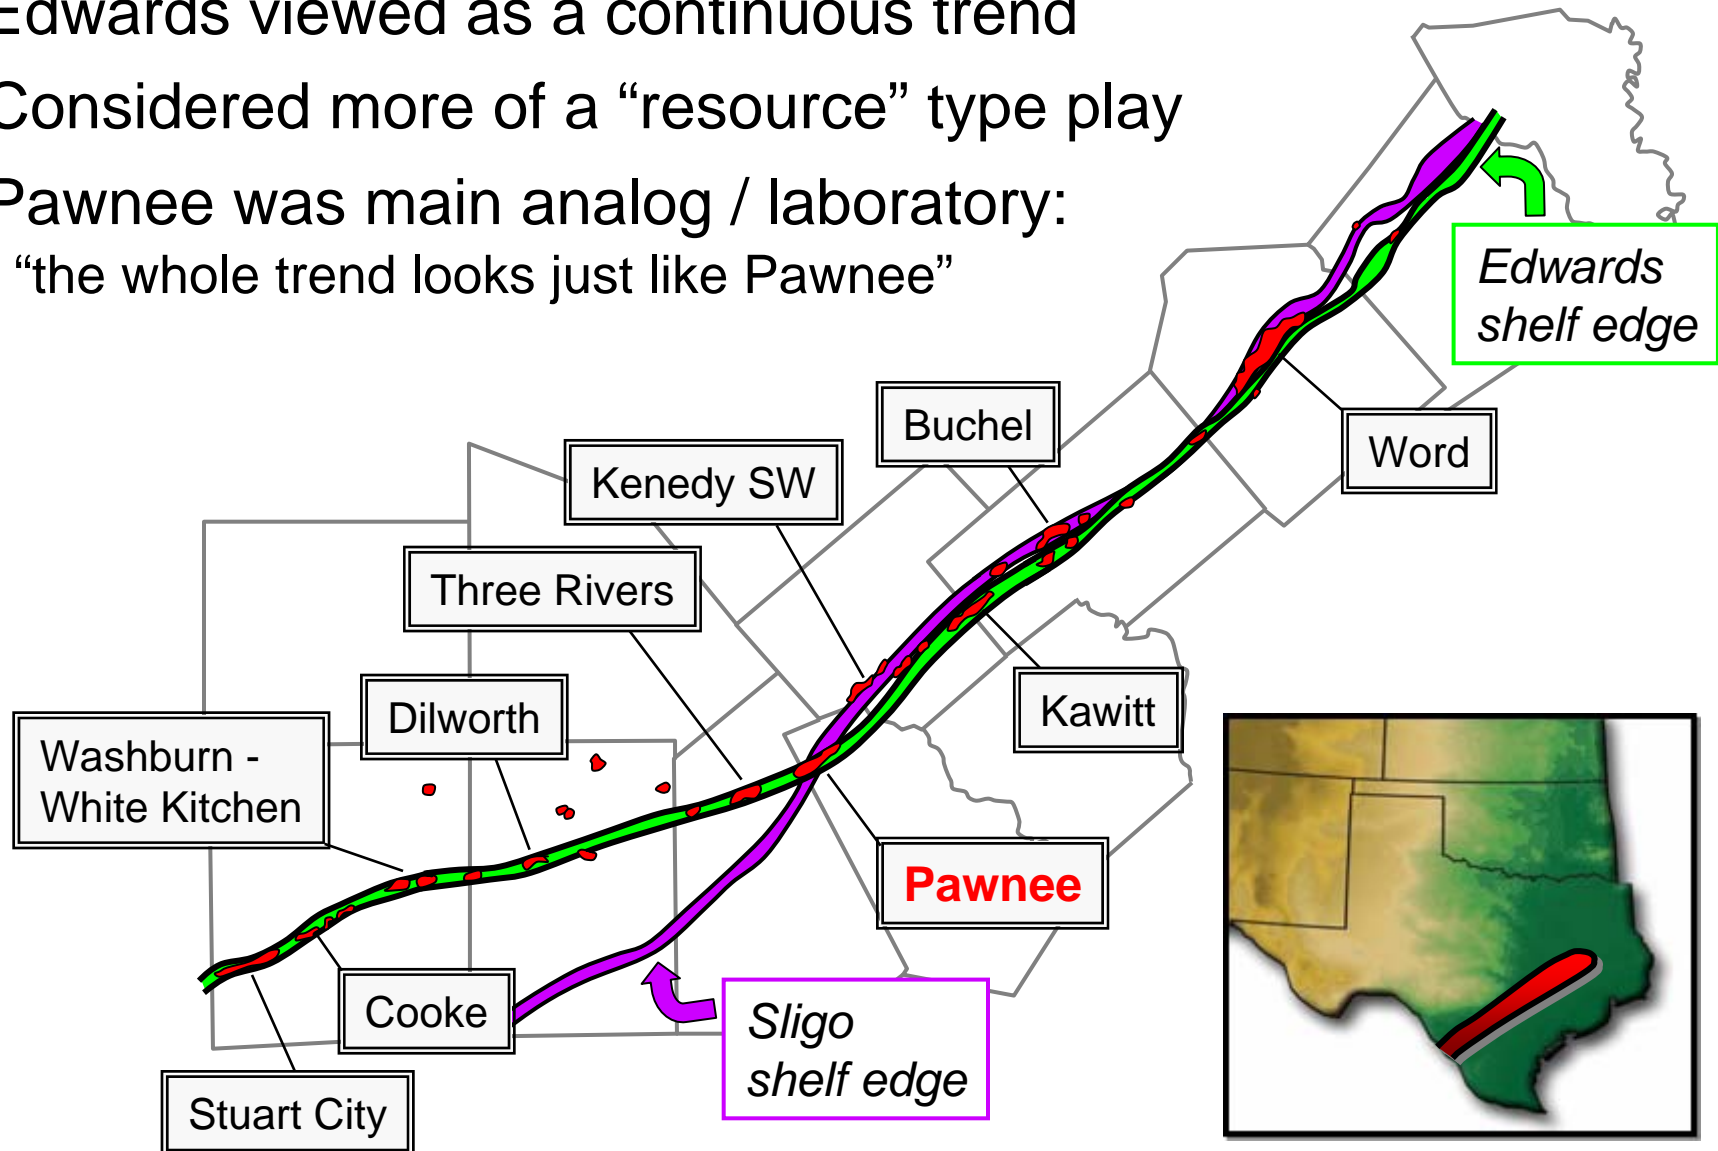 Edwards viewed as a continuous trend
Considered more of a “resource” type play
Pawnee was main analog / laboratory:
“the whole trend looks just like Pawnee”
Edwards
shelf edge
Buchel
Word
Kenedy SW
Three Rivers
Dilworth
Kawitt
Washburn -
White Kitchen
Pawnee
Cooke
Sligo
shelf edge
Stuart City